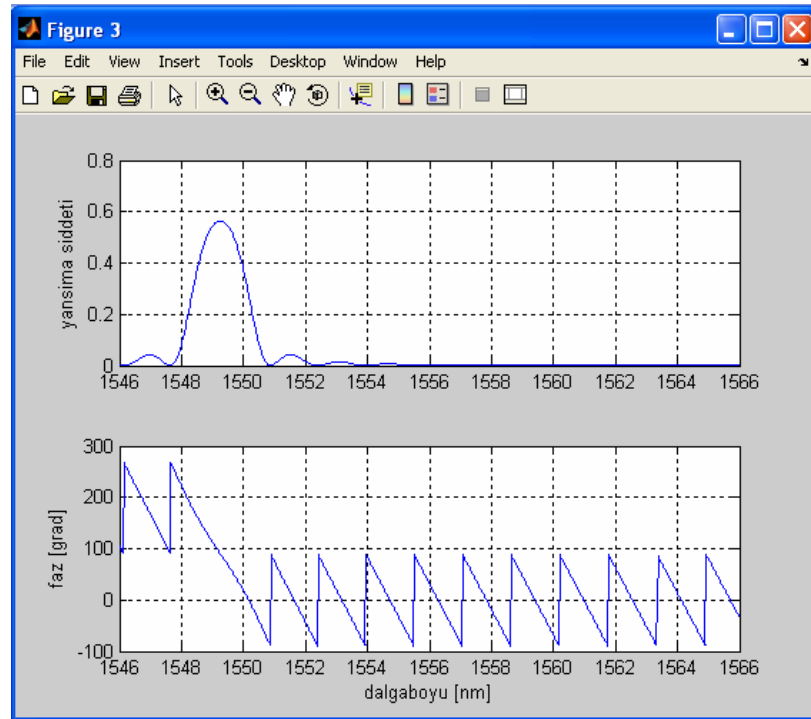 Figure 3
File Edit View Insert Tools Desktop Window Help
yansima siddeti
0.8
0.6
0.4
0.2
0
1546 1548 1550 1552 1554 1556 1558 1560 1562 1564 1566
faz [grad]
300
200
100
0
-100
1546 1548 1550 1552 1554 1556 1558 1560 1562 1564 1566
dalgaboyu [nm]